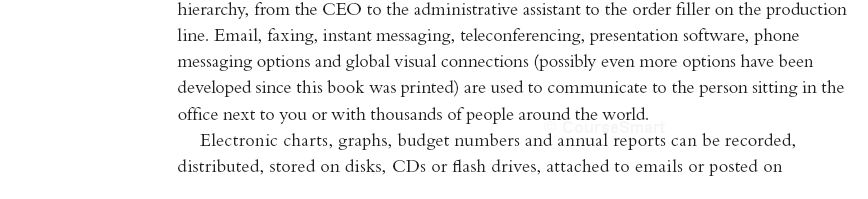 hierarchy, from the CEO to the administrative assistant to the order filler on the production
line. Email, faxing, instant messaging, teleconferencing, presentation software, phone
messaging options and global visual connections (possibly even more options have been
developed since this book was printed) are used to communicate to the person sitting in the
office next to you or with thousands of people around the world.
CourseSmart
Electronic charts, graphs, budget numbers and annual reports can be recorded,
distributed, stored on disks, CDs or flash drives, attached to emails or posted on